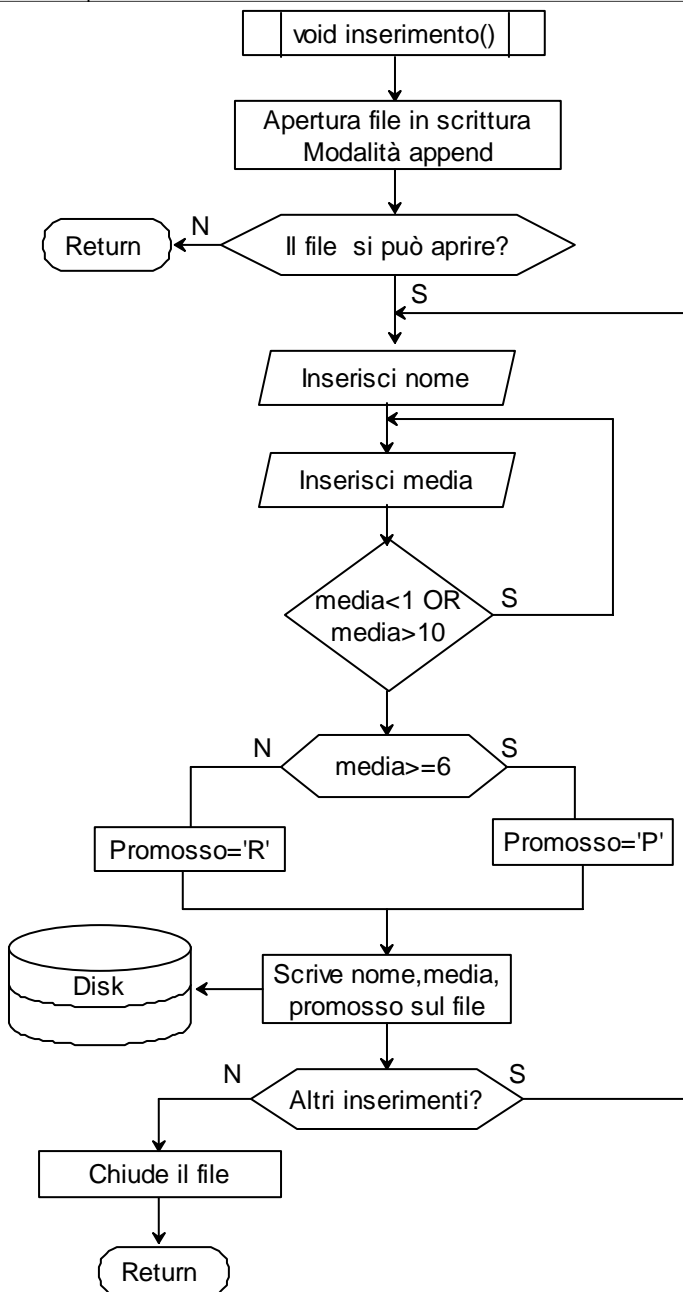 void inserimento()
Apertura file in scrittura
Modalità append
N
Return
Il file si può aprire?
S
Inserisci nome
Inserisci media
media<1 OR
media>10
S
N
media>=6
S
Promosso='R'
Promosso='P'
Disk
Scrive nome,media,
promosso sul file
N
Altri inserimenti?
S
Chiude il file
Return